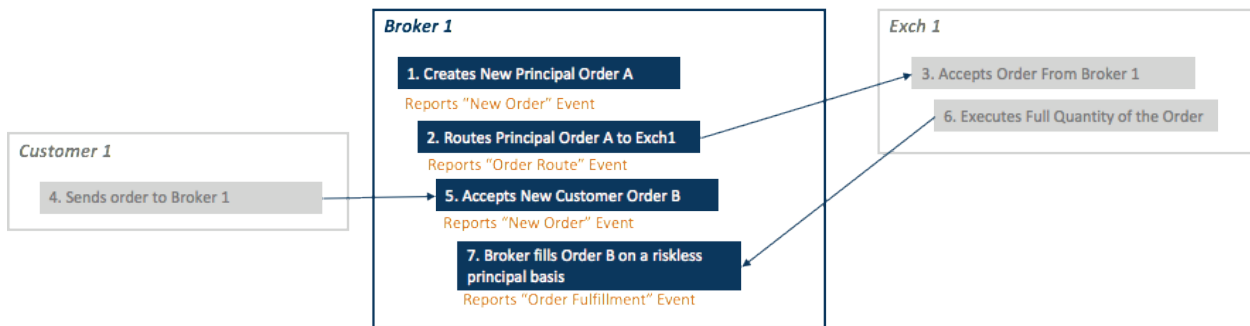 Broker 1
1. Creates New Principal Order A
Reports "New Order" Event
2. Routes Principal Order A to Exch1
Reports "Order Route" Event
5. Accepts New Customer Order B
Reports "New Order" Event
7. Broker fills Order B on a riskless
principal basis
Reports "Order Fulfillment" Event
Exch 1
3. Accepts Order From Broker 1
6. Executes Full Quantity of the Order
Customer 1
4. Sends order to Broker 1